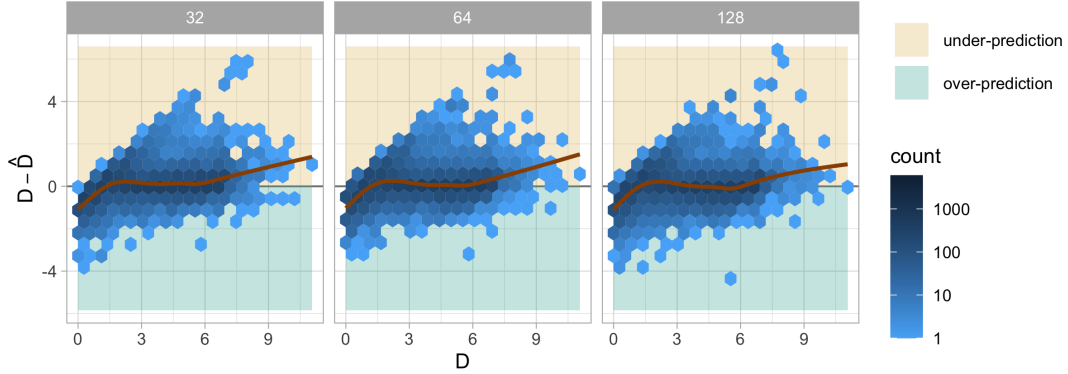 32 64 128
under-prediction
over-prediction
4
0
-4
D − D̂
count
1000
100
10
1
0 3 6 9 0 3 6 9 0 3 6 9
D